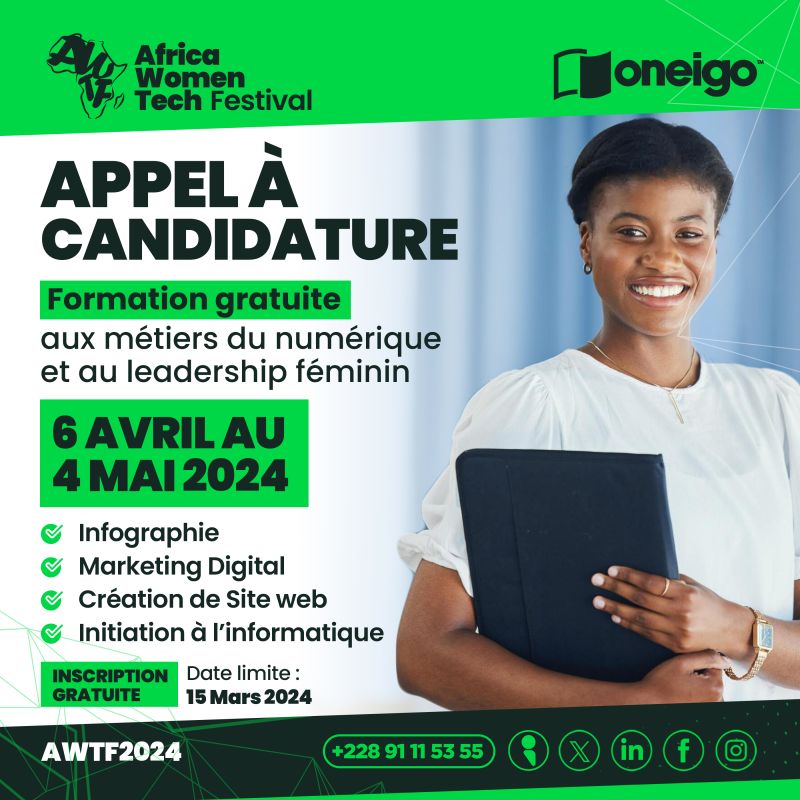 AWTF
Africa
Women
Tech Festival
oneigo™
APPEL À
CANDIDATURE
Formation gratuite
aux métiers du numérique
et au leadership féminin
6 AVRIL AU
4 MAI 2024
Infographie
Marketing Digital
Création de Site web
Initiation à l'informatique
INSCRIPTION
GRATUITE
Date limite :
15 Mars 2024
AWTF2024
+228 91 11 53 55